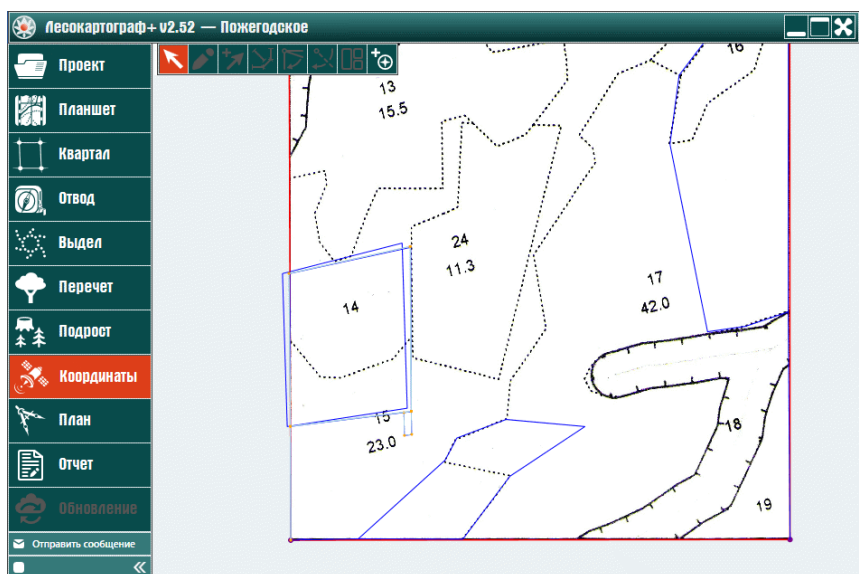 Лесокартограф+ v2.52 — Пожегодское
Проект
Планшет
Квартал
Отвод
Выдел
Перечет
Подрост
Координаты
План
Отчет
Обновление
Отправить сообщение
16
13
15.5
24
11.3
14
17
42.0
15
23.0
18
19